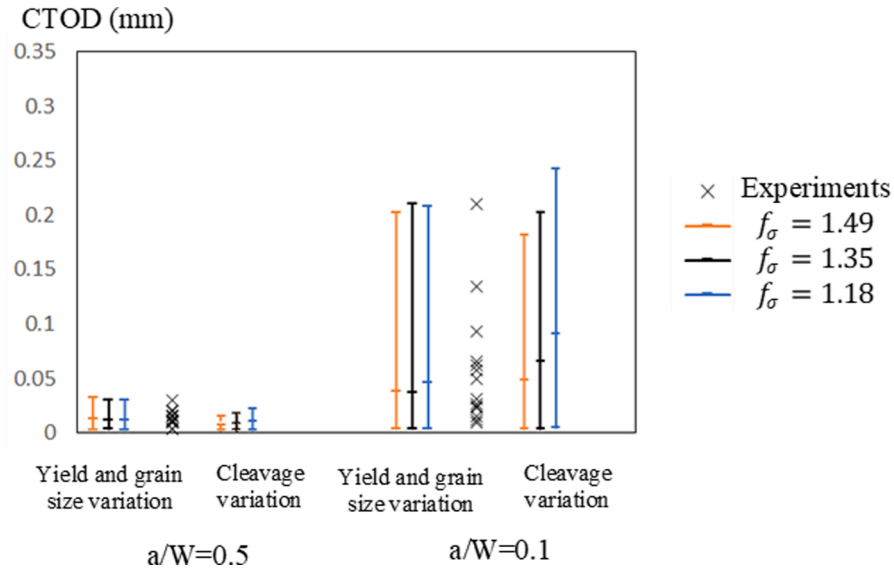 CTOD (mm)
0.35
0.3
0.25
0.2
0.15
0.1
0.05
0
Experiments
fσ = 1.49
fσ = 1.35
fσ = 1.18
Yield and grain
size variation
Cleavage
variation
Yield and grain
size variation
Cleavage
variation
a/W=0.5
a/W=0.1